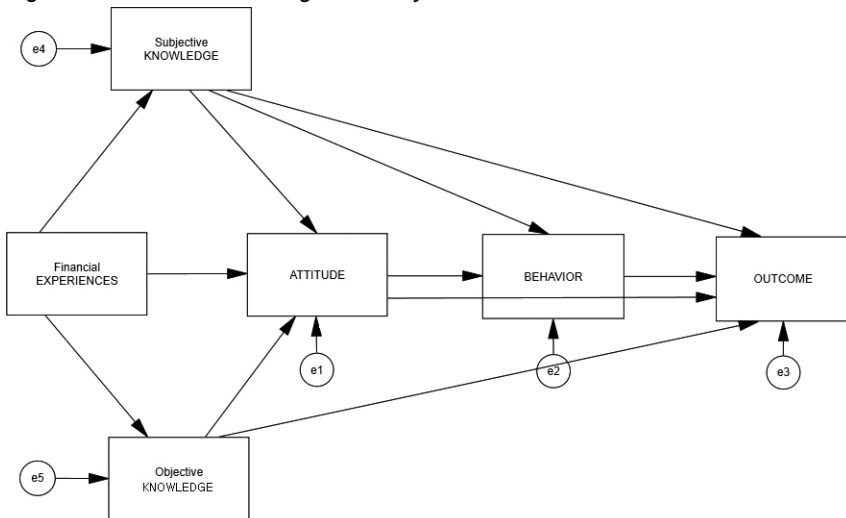 e4
Subjective
KNOWLEDGE
Financial
EXPERIENCES
ATTITUDE
BEHAVIOR
OUTCOME
e1
e2
e3
e5
Objective
KNOWLEDGE